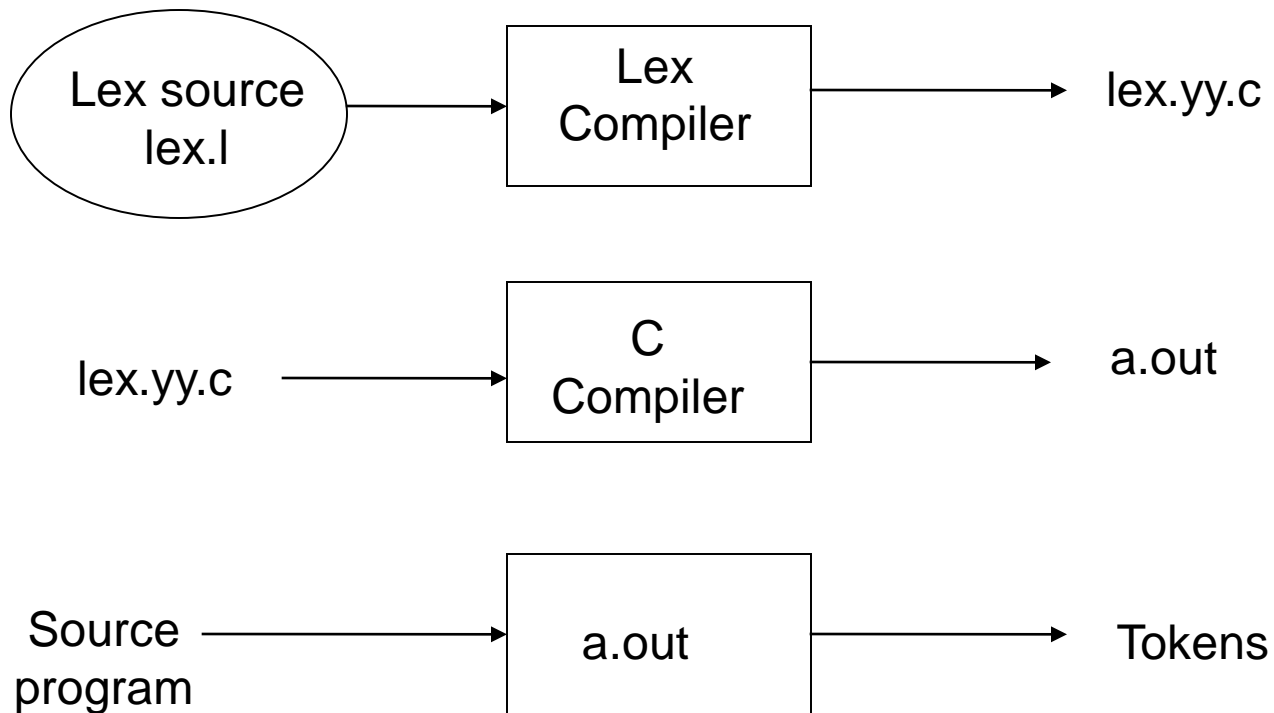 Lex source
lex.l
Lex
Compiler
lex.yy.c
lex.yy.c
C
Compiler
a.out
Source
program
a.out
Tokens